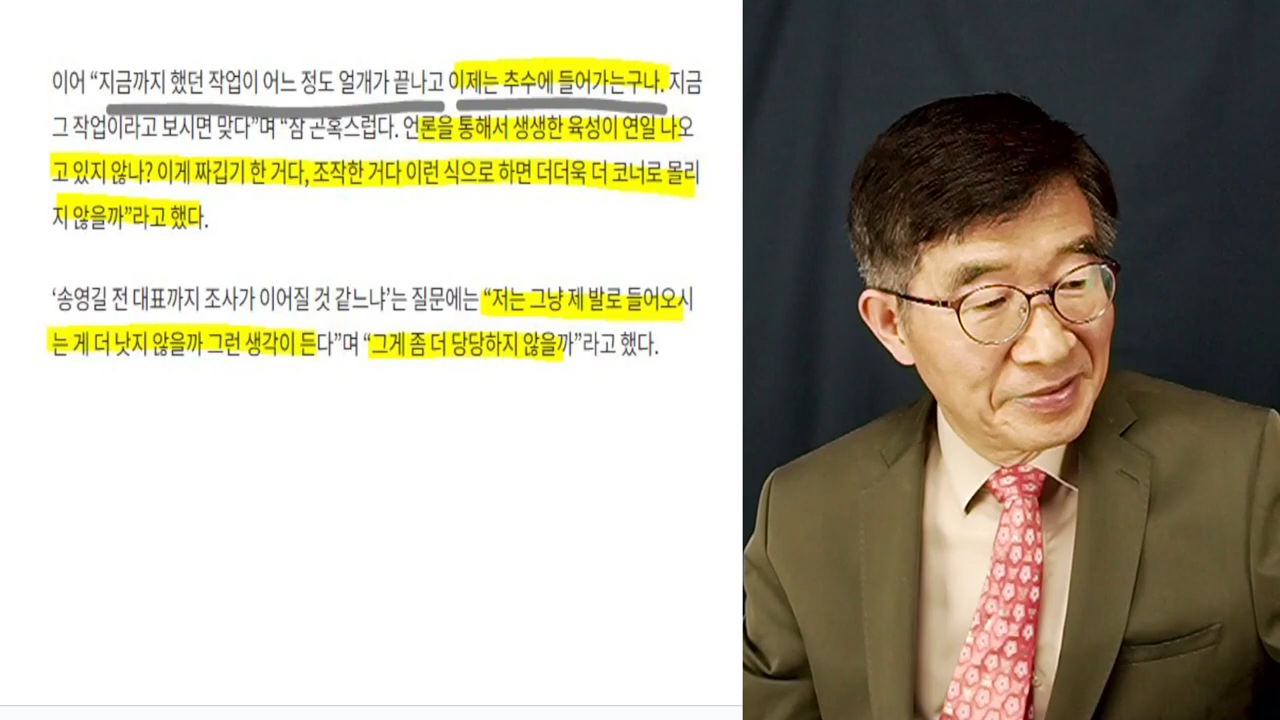 이어 “지금까지 했던 작업이 어느 정도 얼개가 끝나고 이제는 추수에 들어가는구나. 지금
그 작업이라고 보시면 맞다”며 “참 곤혹스럽다. 언론을 통해서 생생한 육성이 연일 나오
고 있지 않나? 이게 짜깁기 한 거다, 조작한 거다 이런 식으로 하면 더더욱 더 코너로 몰리
지 않을까”라고 했다.
‘송영길 전 대표까지 조사가 이어질 것 같느냐’는 질문에는 “저는 그냥 제 발로 들어오시
는 게 더 낫지 않을까 그런 생각이 든다”며 “그게 좀 더 당당하지 않을까”라고 했다.